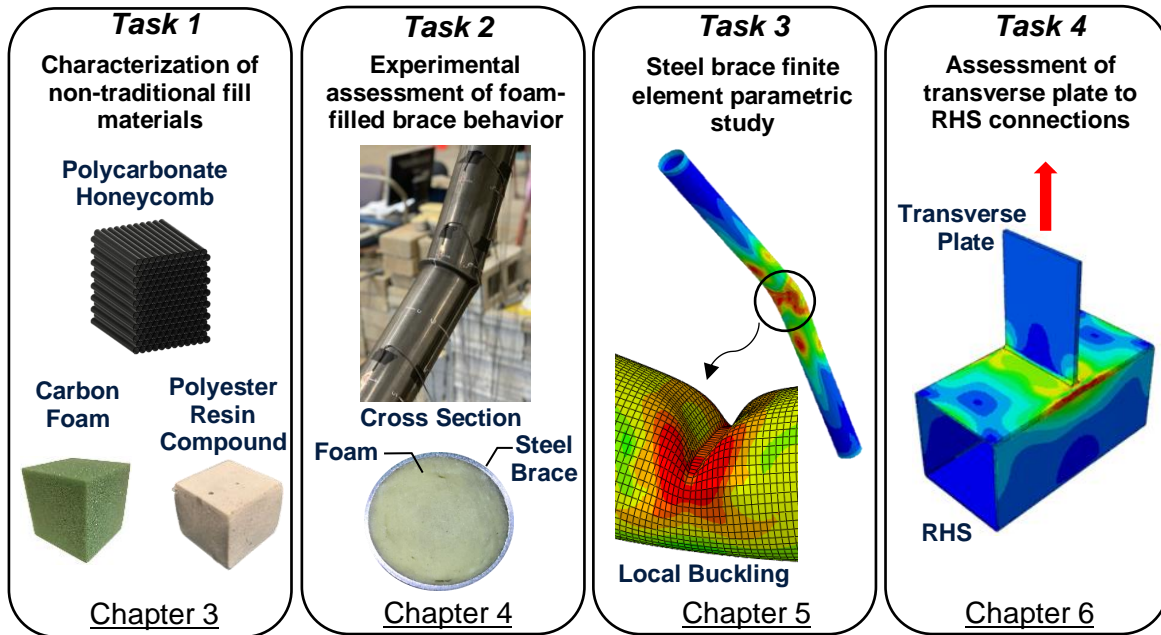 Task 1
Characterization of
non-traditional fill
materials
Polycarbonate
Honeycomb
Carbon
Foam
Polyester
Resin
Compound
Chapter 3
Task 2
Experimental
assessment of foam-
filled brace behavior
Cross Section
Foam
Steel
Brace
Chapter 4
Task 3
Steel brace finite
element parametric
study
Local Buckling
Chapter 5
Task 4
Assessment of
transverse plate to
RHS connections
Transverse
Plate
RHS
Chapter 6